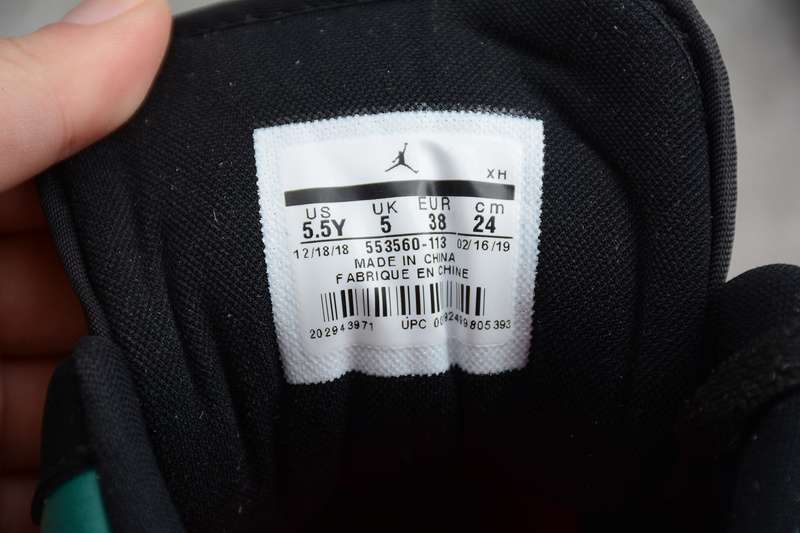 XH
US UK EUR cm
5.5Y 5 38 24
12/18/18 553560-113 02/16/19
MADE IN CHINA
FABRIQUE EN CHINE
202943971 UPC